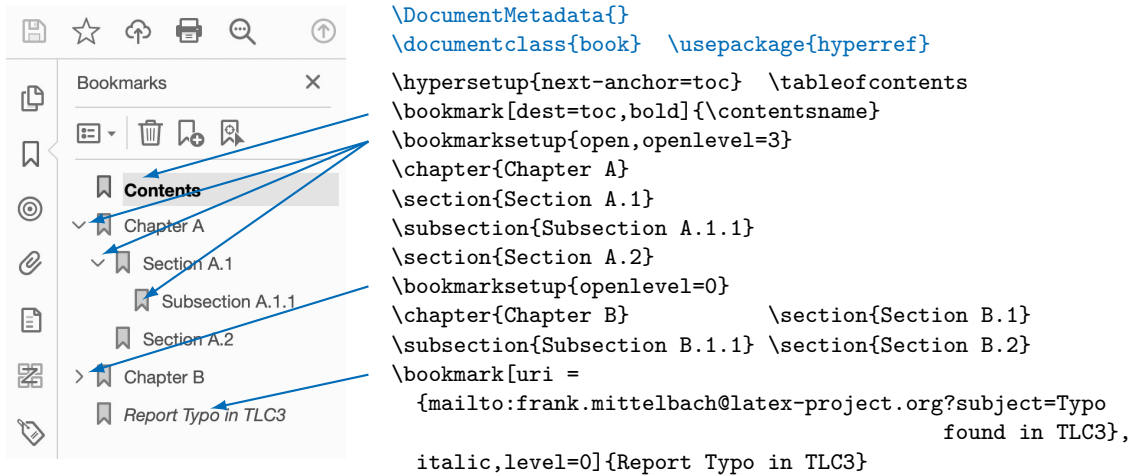 Bookmarks
Contents
Chapter A
Section A.1
Subsection A.1.1
Section A.2
Chapter B
Report Typo in TLC3
\DocumentMetadata{}
\documentclass{book} \usepackage{hyperref}
\hypersetup{next-anchor=toc} \tableofcontents
\bookmark[dest=toc,bold]{\contentsname}
\bookmarksetup{open,openlevel=3}
\chapter{Chapter A}
\section{Section A.1}
\subsection{Subsection A.1.1}
\section{Section A.2}
\bookmarksetup{openlevel=0}
\chapter{Chapter B} \section{Section B.1}
\subsection{Subsection B.1.1} \section{Section B.2}
\bookmark[uri =
{mailto:frank.mittelbach@latex-project.org?subject=Typo
found in TLC3},
italic,level=0]{Report Typo in TLC3}